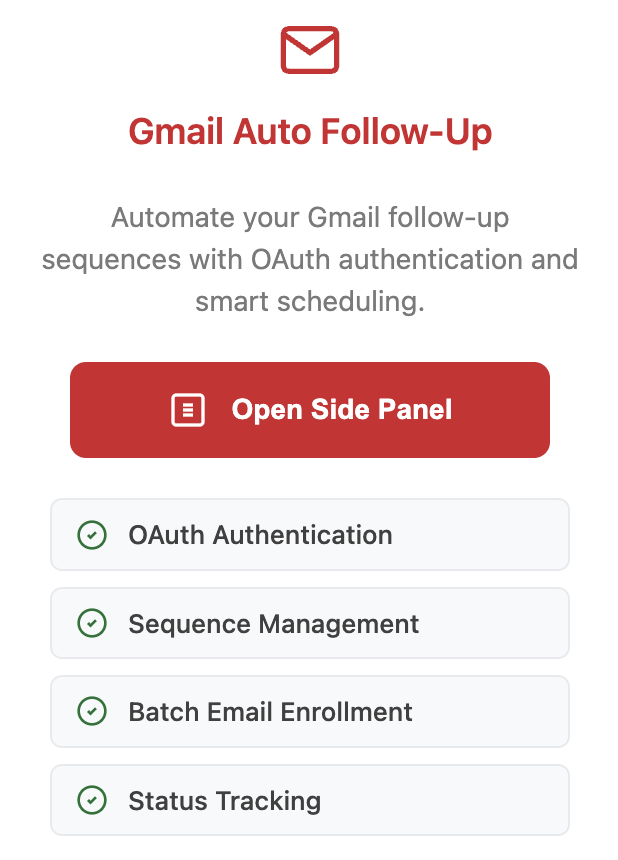 Gmail Auto Follow-Up
Automate your Gmail follow-up
sequences with OAuth authentication and
smart scheduling.
Open Side Panel
OAuth Authentication
Sequence Management
Batch Email Enrollment
Status Tracking